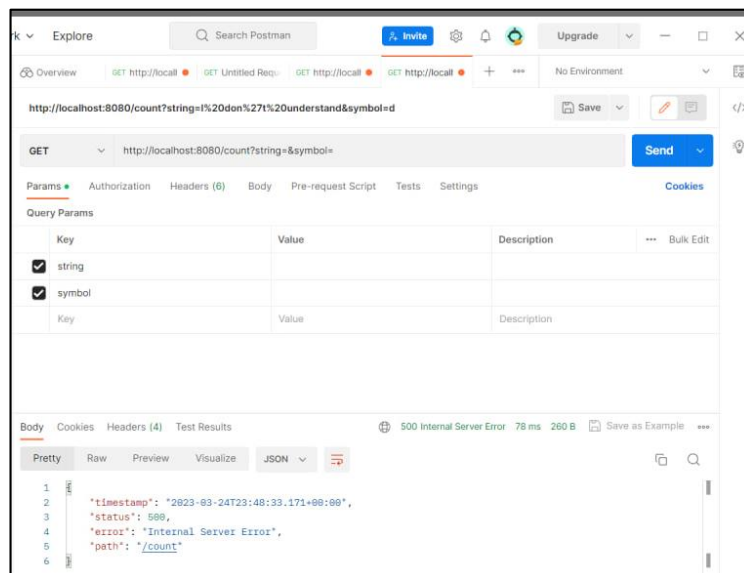 rk Explore Search Postman Invite Upgrade
Overview GET http://locall GET Untitled Requ GET http://locall GET http://locall + No Environment
http://localhost:8080/count?string=I%20don%27t%20understand&symbol=d Save
GET http://localhost:8080/count?string=&symbol= Send
Params Authorization Headers (6) Body Pre-request Script Tests Settings Cookies
Query Params
Key Value Description Bulk Edit
string
symbol
Key Value Description
Body Cookies Headers (4) Test Results 500 Internal Server Error 78 ms 260 B Save as Example
Pretty Raw Preview Visualize JSON
1 {
2 "timestamp": "2023-03-24T23:48:33.171+00:00",
3 "status": 500,
4 "error": "Internal Server Error",
5 "path": "/count"
6 }